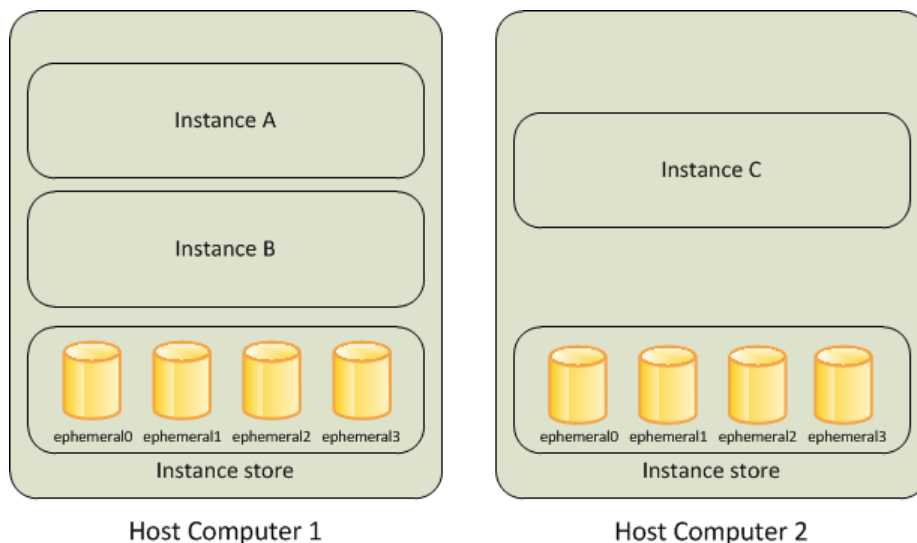 Instance A
Instance B
ephemeral0 ephemeral1 ephemeral2 ephemeral3
Instance store
Host Computer 1
Instance C
ephemeral0 ephemeral1 ephemeral2 ephemeral3
Instance store
Host Computer 2